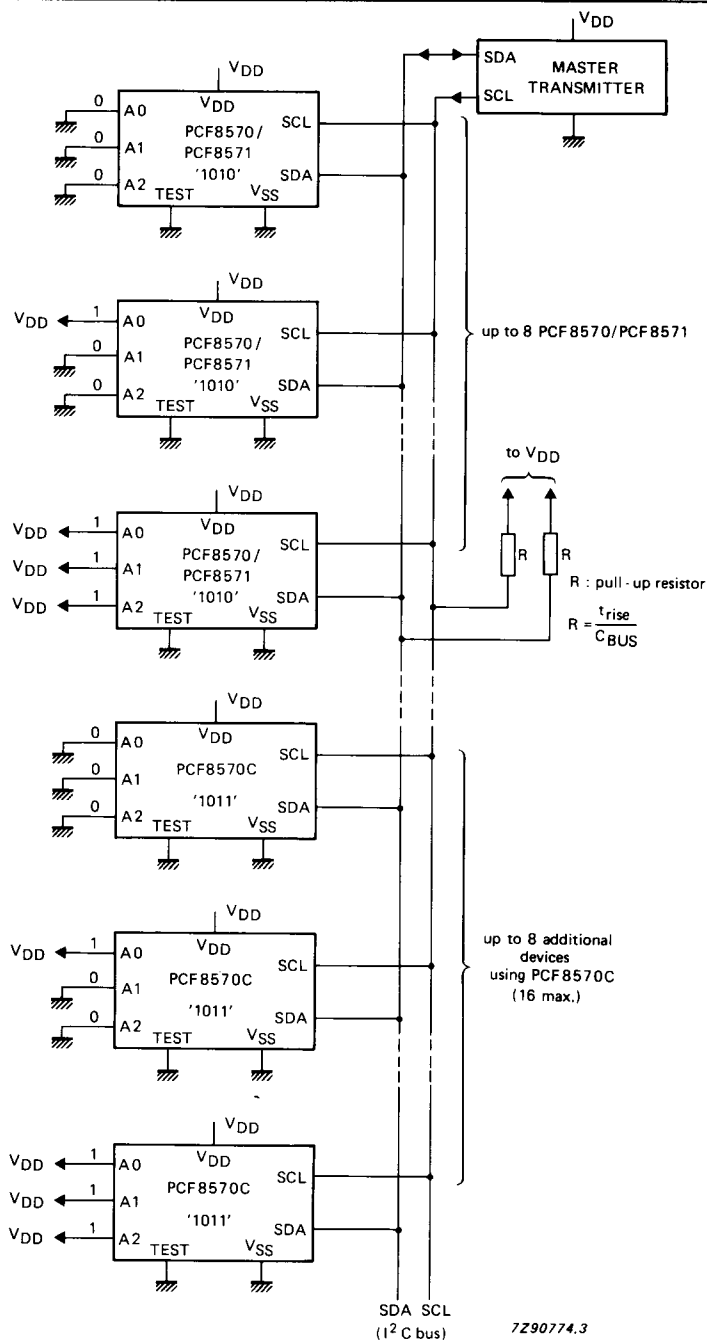 VDD
SDA
MASTER
TRANSMITTER
SCL
VDD
0 A0
VDD
SCL
0 A1
PCF8570/
PCF8571
0 A2
'1010'
SDA
TEST
VSS
VDD
VDD 1 A0
VDD
SCL
0 A1
PCF8570/
PCF8571
0 A2
'1010'
SDA
TEST
VSS
up to 8 PCF8570/PCF8571
to VDD
R
R
R : pull-up resistor
R = trise
CBUS
VDD
VDD 1 A0
VDD
SCL
VDD 1 A1
PCF8570/
PCF8571
VDD 1 A2
'1010'
SDA
TEST
VSS
VDD
0 A0
VDD
SCL
0 A1
PCF8570C
0 A2
'1011'
SDA
TEST
VSS
VDD
VDD 1 A0
VDD
SCL
0 A1
PCF8570C
0 A2
'1011'
SDA
TEST
VSS
up to 8 additional
devices
using PCF8570C
(16 max.)
VDD
VDD 1 A0
VDD
SCL
VDD 1 A1
PCF8570C
VDD 1 A2
'1011'
SDA
TEST
VSS
SDA SCL
(I²C bus)
7Z90774.3